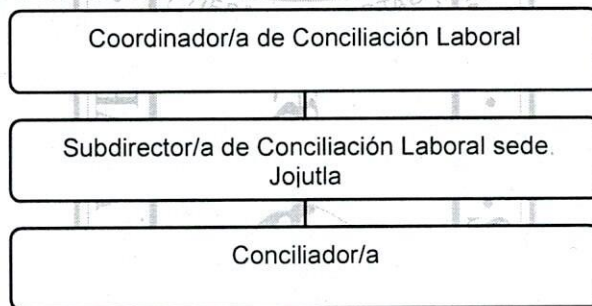 Coordinador/a de Conciliación Laboral
Subdirector/a de Conciliación Laboral sede.
Jojutla
Conciliador/a